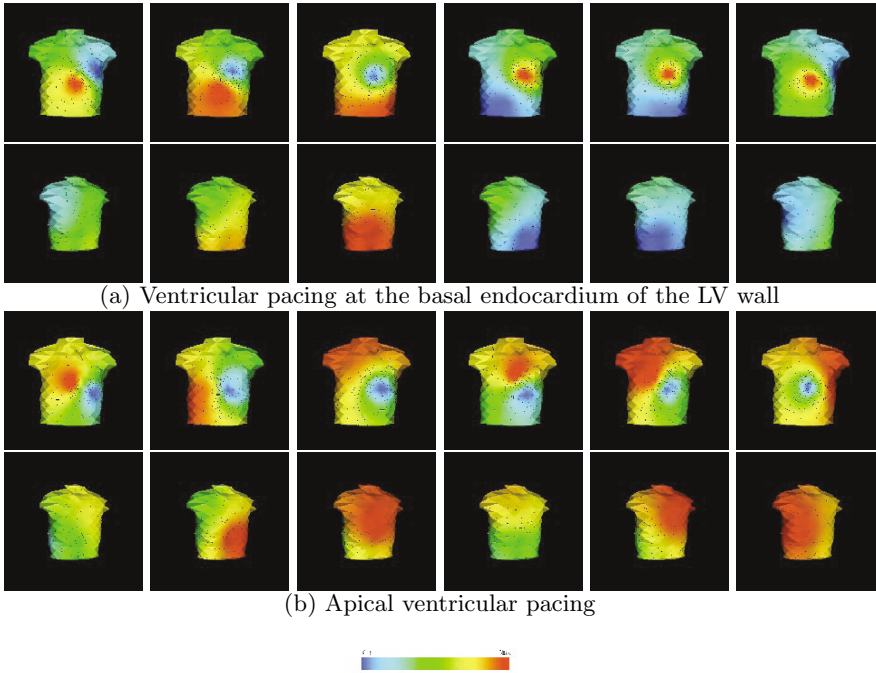 (a) Ventricular pacing at the basal endocardium of the LV wall
(b) Apical ventricular pacing